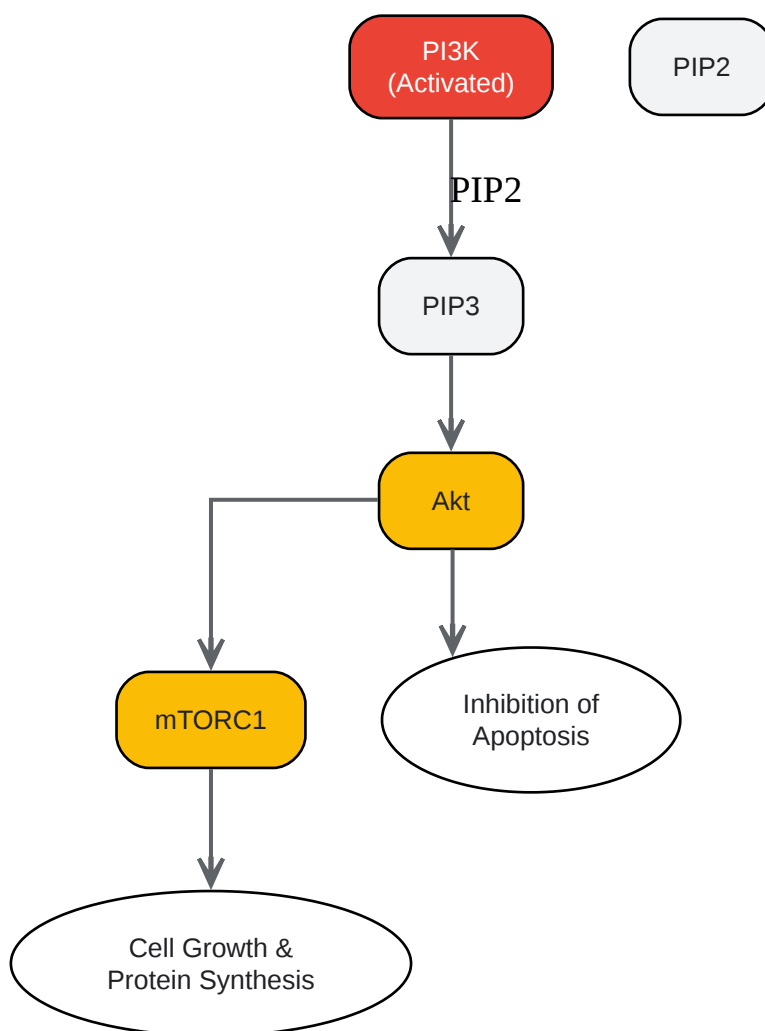 PI3K
(Activated)
PIP2
PIP2
PIP3
Akt
mTORC1
Inhibition of
Apoptosis
Cell Growth &
Protein Synthesis